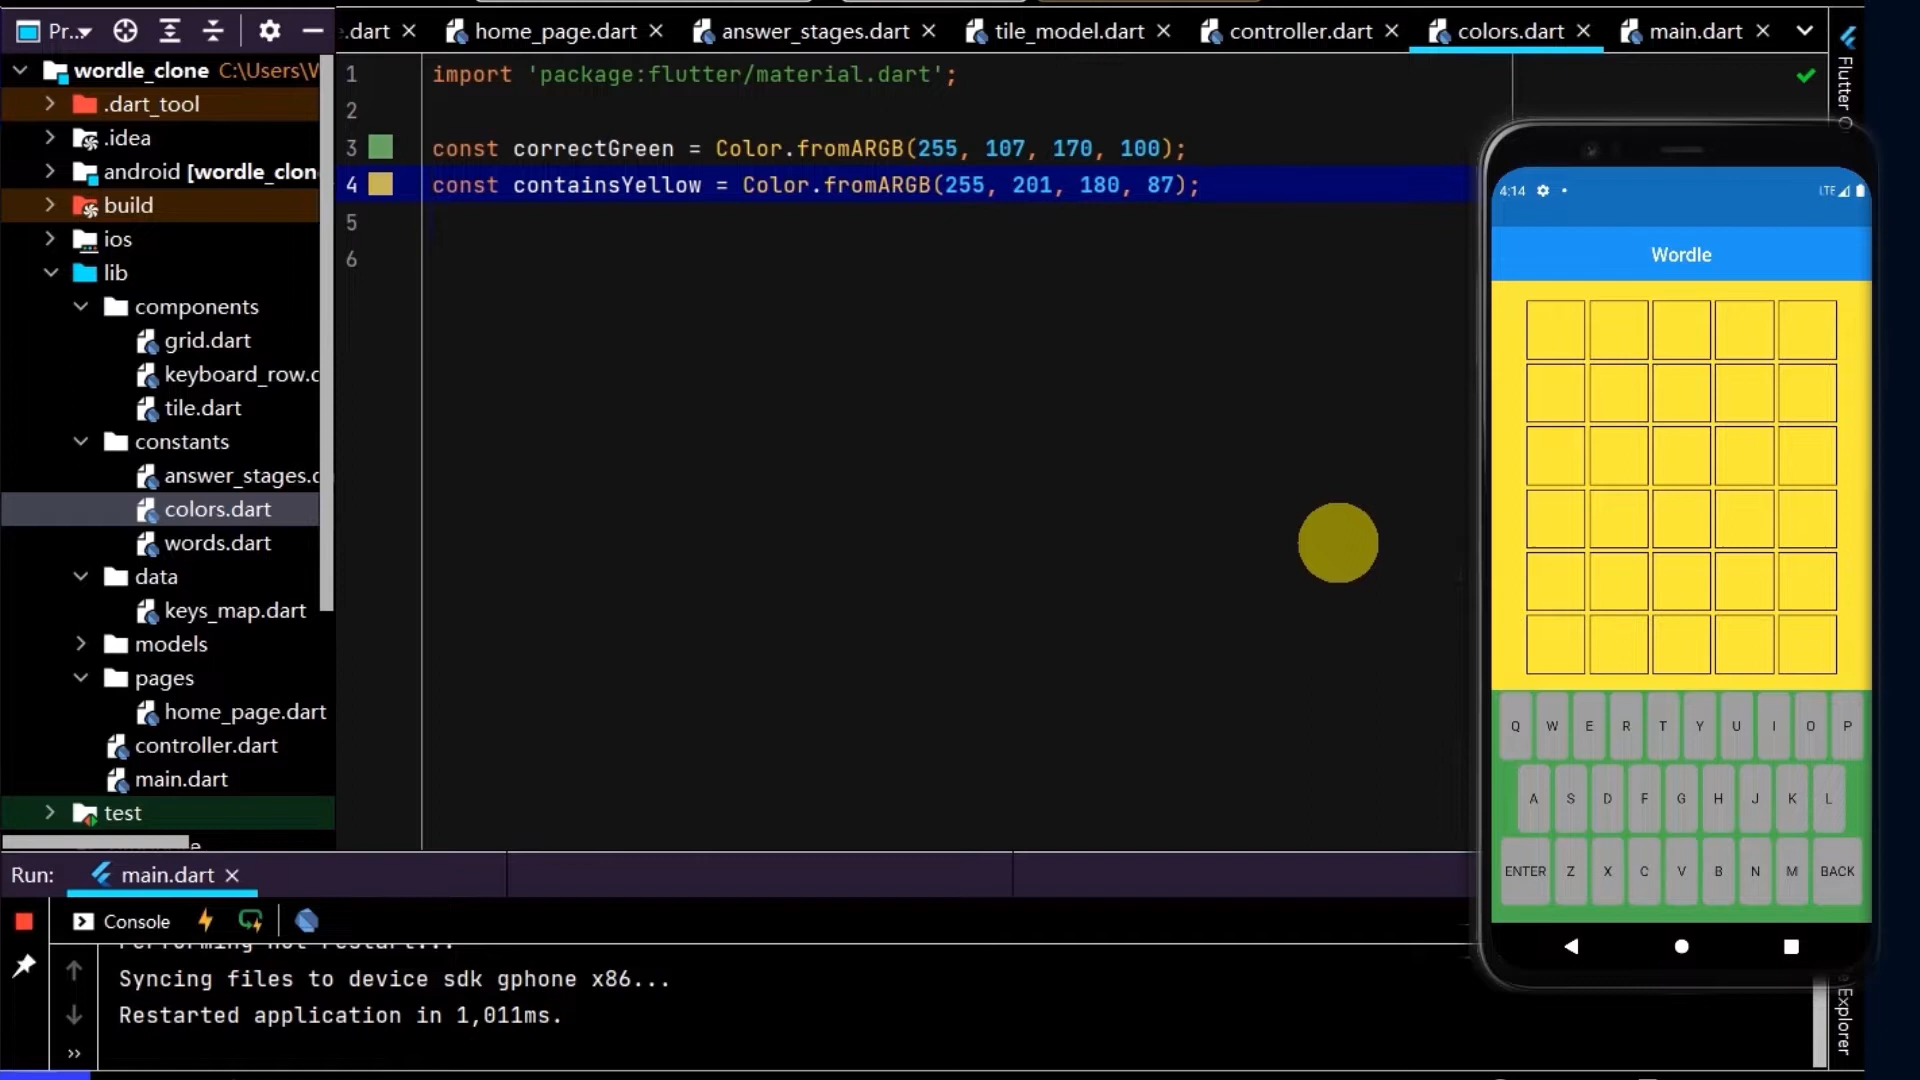 Pr...
.dart
home_page.dart
answer_stages.dart
tile_model.dart
controller.dart
colors.dart
main.dart
wordle_clone C:\Users\
.dart_tool
.idea
android [wordle_clon
build
ios
lib
components
grid.dart
keyboard_row.d
tile.dart
constants
answer_stages.d
colors.dart
words.dart
data
keys_map.dart
models
pages
home_page.dart
controller.dart
main.dart
test
1 import 'package:flutter/material.dart';
2
3 const correctGreen = Color.fromARGB(255, 107, 170, 100);
4 const containsYellow = Color.fromARGB(255, 201, 180, 87);
5
6
Flutter O
4:14
LTE
Wordle
Q W E R T Y U I O P
A S D F G H J K L
ENTER Z X C V B N M BACK
Explorer
Run: main.dart
Console
Performing hot restart...
Syncing files to device sdk gphone x86...
Restarted application in 1,011ms.